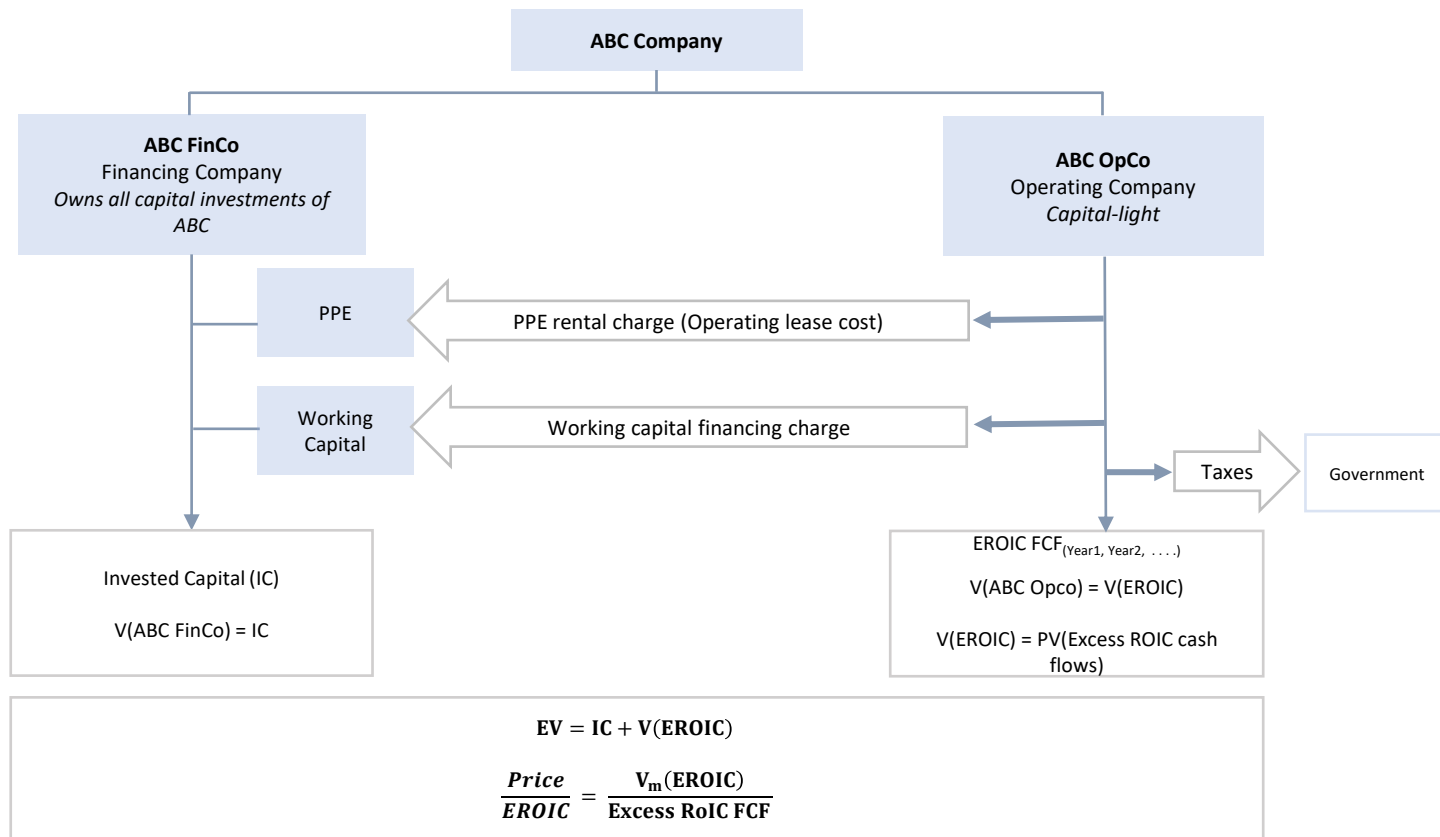 ABC Company
ABC FinCo
Financing Company
Owns all capital investments of
ABC
ABC OpCo
Operating Company
Capital-light
PPE
PPE rental charge (Operating lease cost)
Working
Capital
Working capital financing charge
Taxes
Government
Invested Capital (IC)
V(ABC FinCo) = IC
EROIC FCF(Year1, Year2, ....)
V(ABC Opco) = V(EROIC)
V(EROIC) = PV(Excess ROIC cash
flows)
EV = IC + V(EROIC)
Price / EROIC = Vm(EROIC) / Excess RoIC FCF